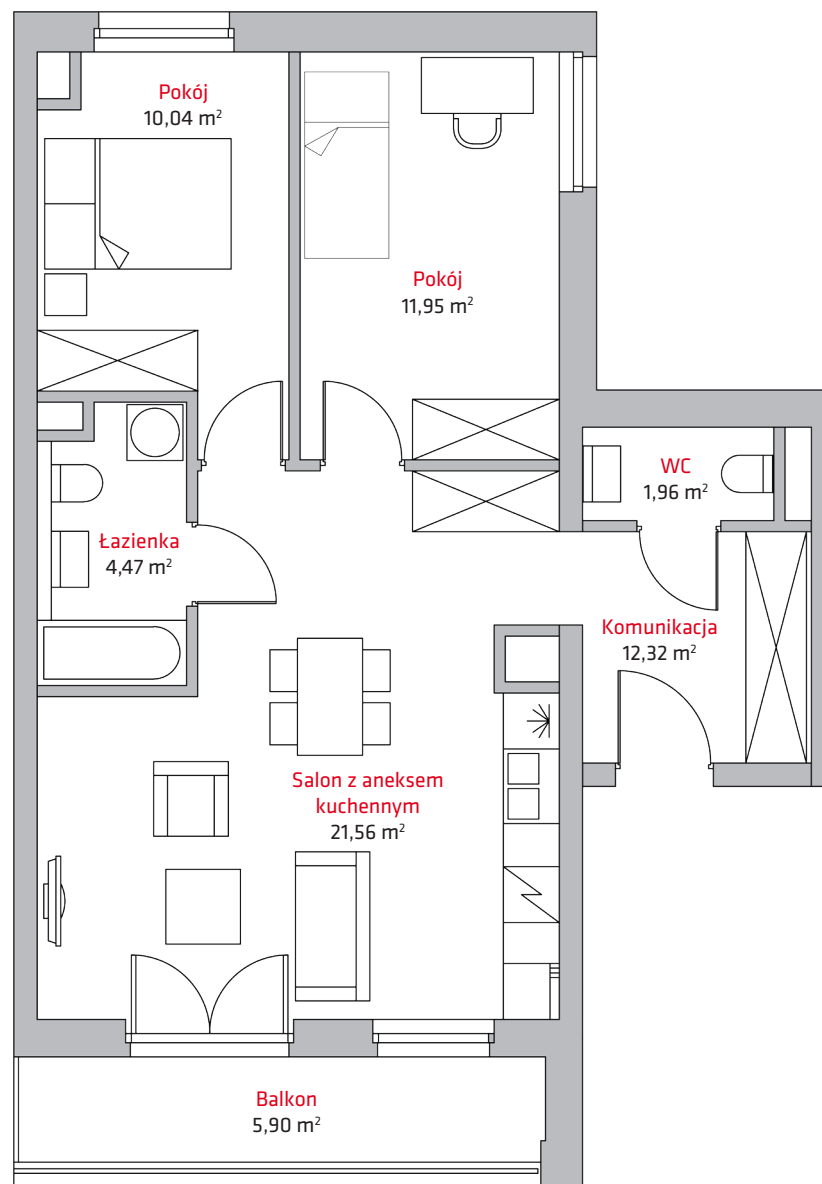 Pokój
10,04 m²
Pokój
11,95 m²
WC
1,96 m²
Łazienka
4,47 m²
Komunikacja
12,32 m²
Salon z aneksem
kuchennym
21,56 m²
Balkon
5,90 m²